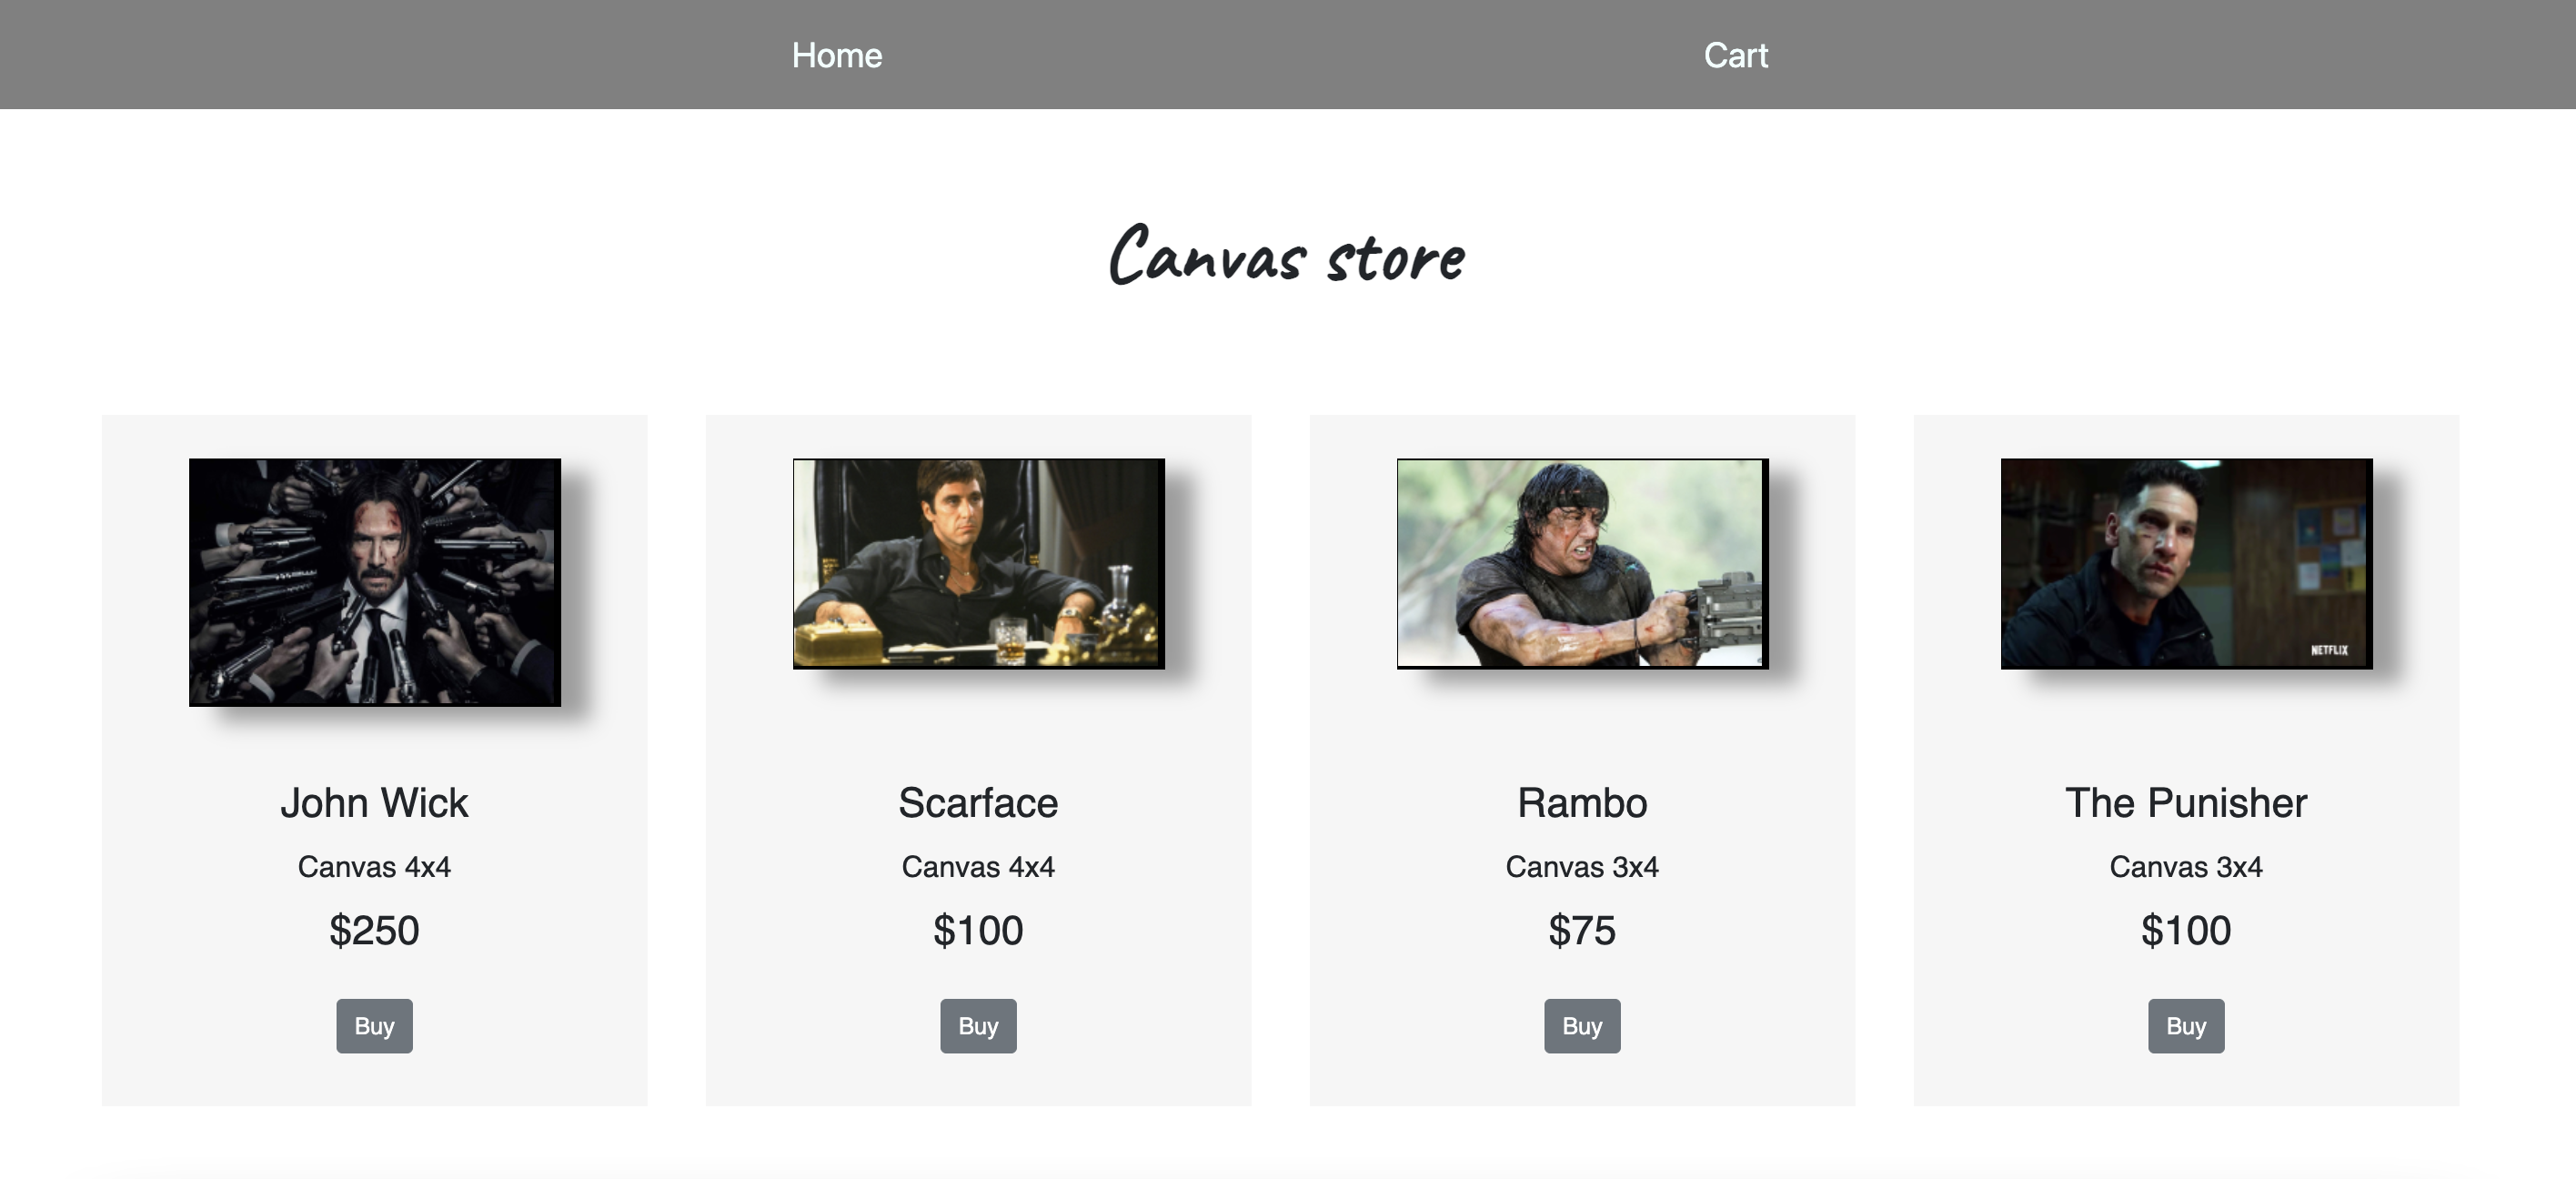 Home Cart
Canvas store
NETFLIX
John Wick
Canvas 4x4
$250
Buy
Scarface
Canvas 4x4
$100
Buy
Rambo
Canvas 3x4
$75
Buy
The Punisher
Canvas 3x4
$100
Buy